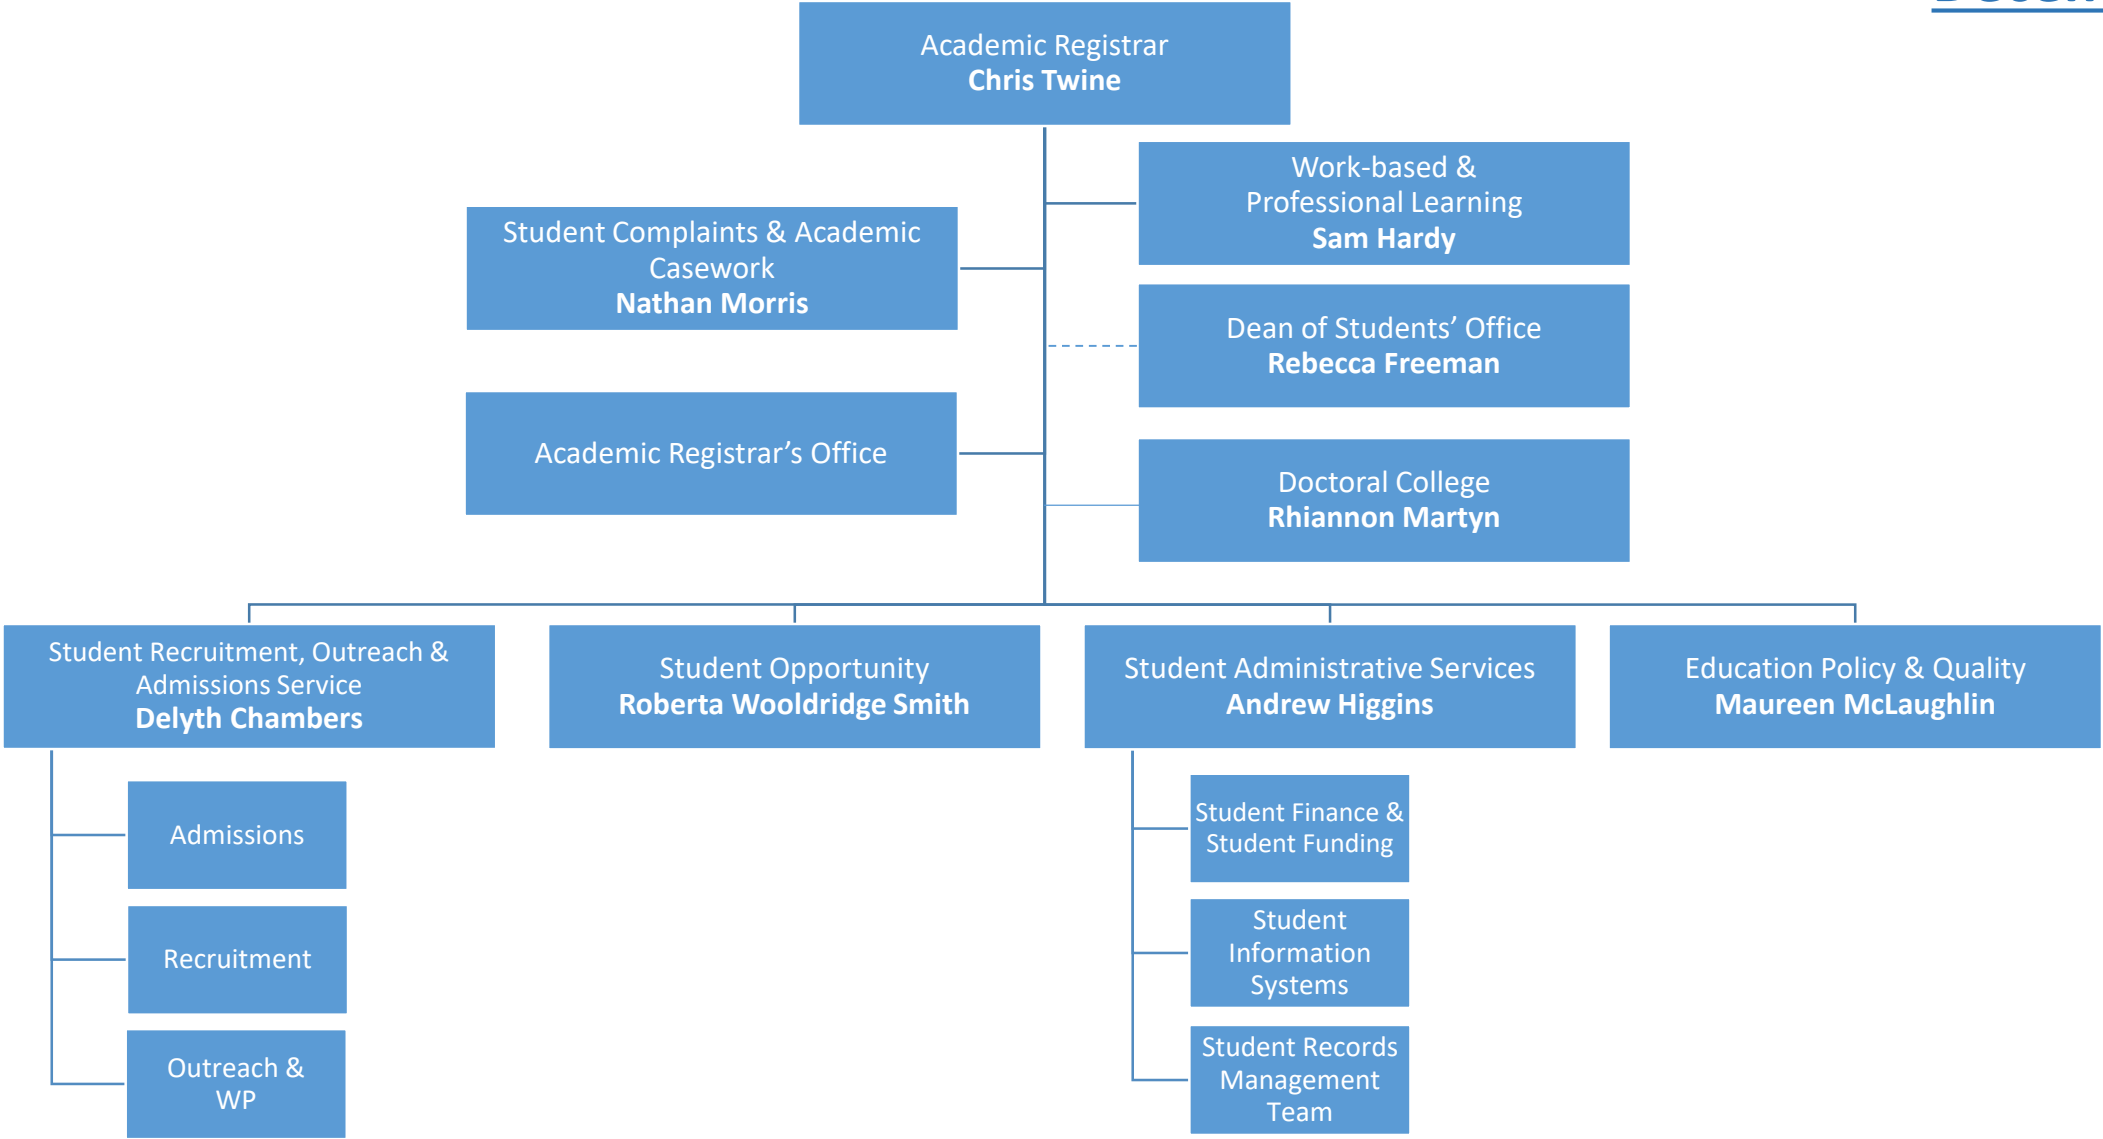 Academic Registrar
Chris Twine
Work-based &
Professional Learning
Sam Hardy
Student Complaints & Academic
Casework
Nathan Morris
Dean of Students’ Office
Rebecca Freeman
Academic Registrar’s Office
Doctoral College
Rhiannon Martyn
Student Recruitment, Outreach &
Admissions Service
Delyth Chambers
Student Opportunity
Roberta Wooldridge Smith
Student Administrative Services
Andrew Higgins
Education Policy & Quality
Maureen McLaughlin
Admissions
Recruitment
Outreach &
WP
Student Finance &
Student Funding
Student
Information
Systems
Student Records
Management
Team